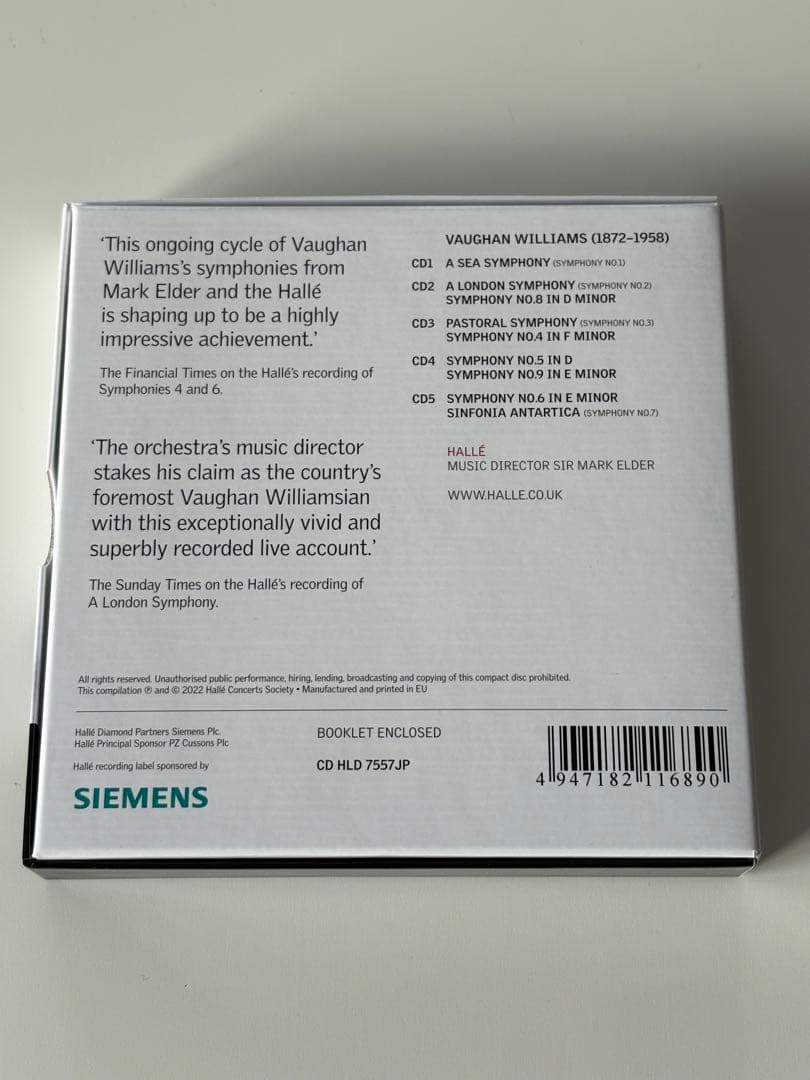 ‘This ongoing cycle of Vaughan
Williams’s symphonies from
Mark Elder and the Hallé
is shaping up to be a highly
impressive achievement.’
The Financial Times on the Hallé’s recording of
Symphonies 4 and 6.
‘The orchestra’s music director
stakes his claim as the country’s
foremost Vaughan Williamsian
with this exceptionally vivid and
superbly recorded live account.’
The Sunday Times on the Hallé’s recording of
A London Symphony.
VAUGHAN WILLIAMS (1872–1958)
CD1 A SEA SYMPHONY (SYMPHONY NO.1)
CD2 A LONDON SYMPHONY (SYMPHONY NO.2)
SYMPHONY NO.8 IN D MINOR
CD3 PASTORAL SYMPHONY (SYMPHONY NO.3)
SYMPHONY NO.4 IN F MINOR
CD4 SYMPHONY NO.5 IN D
SYMPHONY NO.9 IN E MINOR
CD5 SYMPHONY NO.6 IN E MINOR
SINFONIA ANTARTICA (SYMPHONY NO.7)
HALLÉ
MUSIC DIRECTOR SIR MARK ELDER
WWW.HALLE.CO.UK
All rights reserved. Unauthorised public performance, hiring, lending, broadcasting and copying of this compact disc prohibited.
This compilation ℗ and © 2022 Hallé Concerts Society • Manufactured and printed in EU
Hallé Diamond Partners Siemens Plc.
Hallé Principal Sponsor PZ Cussons Plc
Hallé recording label sponsored by
SIEMENS
BOOKLET ENCLOSED
CD HLD 7557JP
4 947182 116890